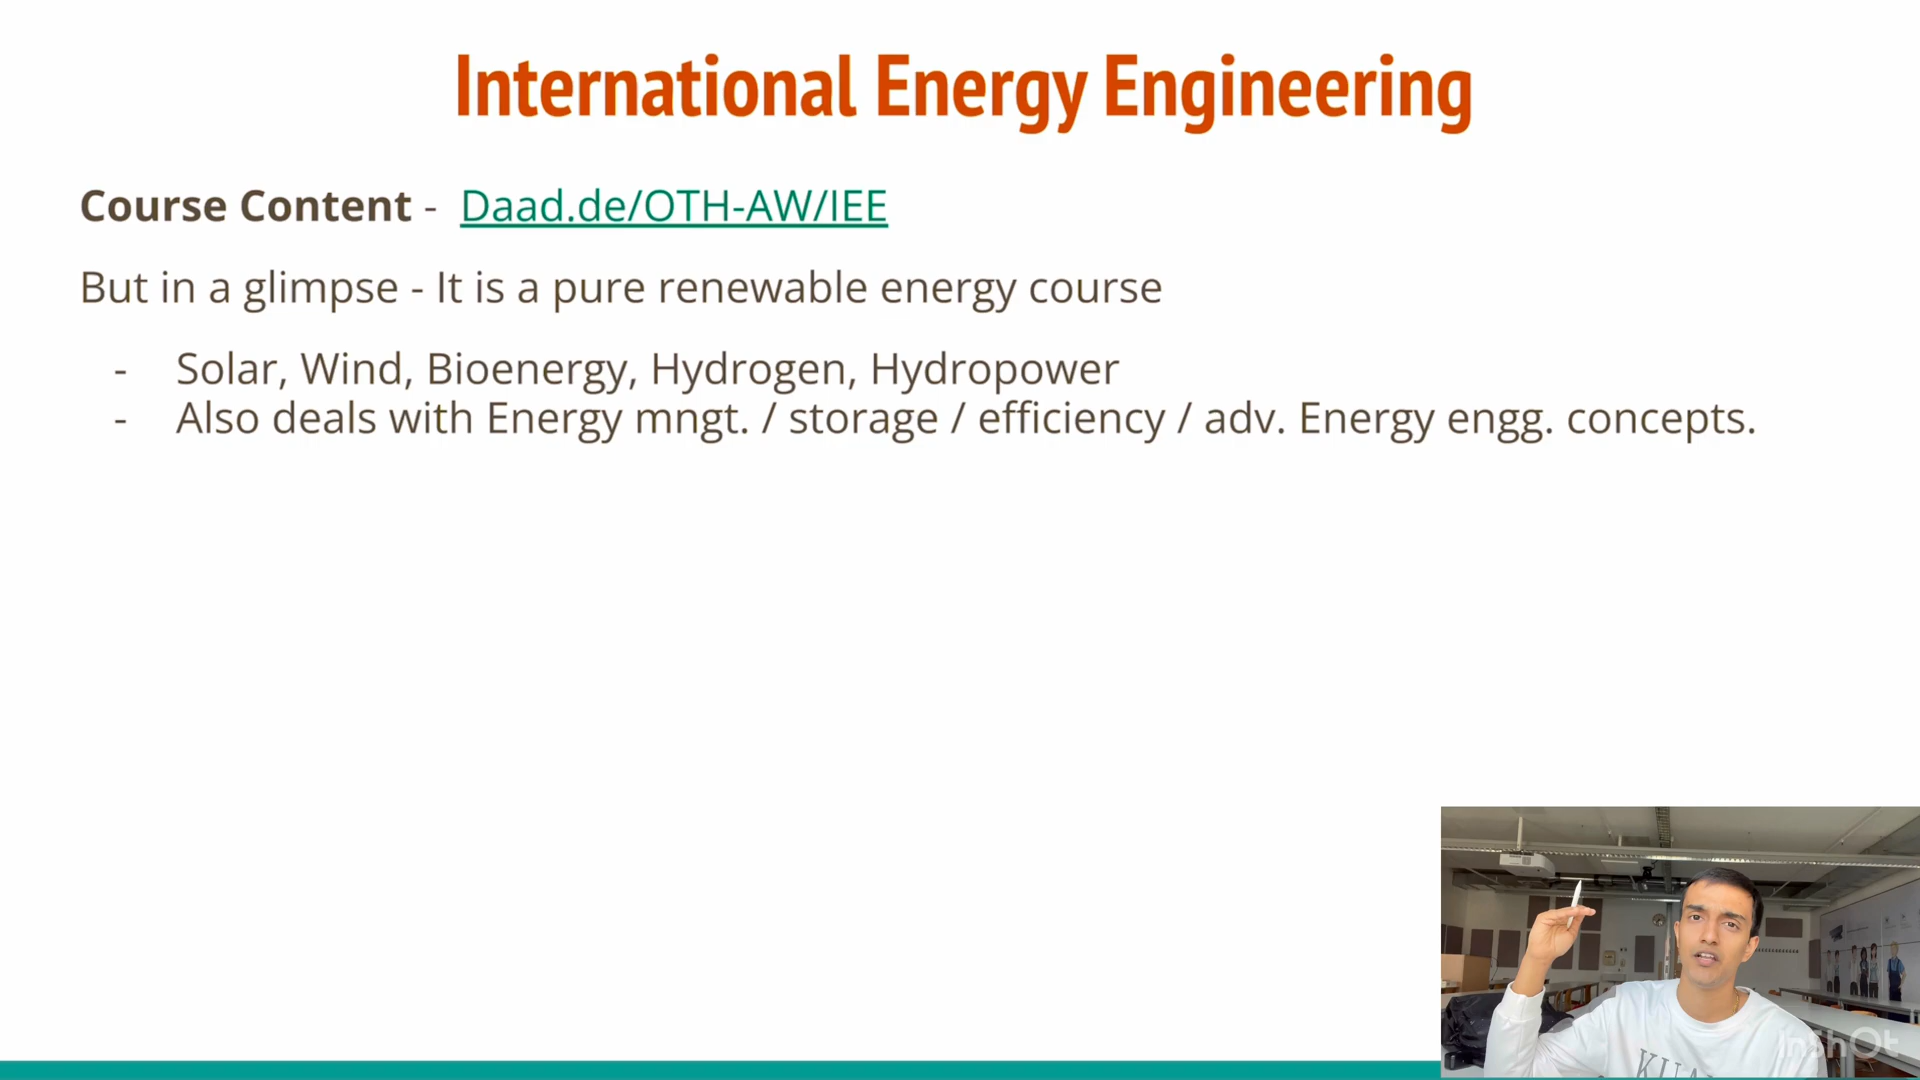 International Energy Engineering
Course Content - Daad.de/OTH-AW/IEE
But in a glimpse - It is a pure renewable energy course
- Solar, Wind, Bioenergy, Hydrogen, Hydropower
- Also deals with Energy mngt. / storage / efficiency / adv. Energy engg. concepts.
InShOt